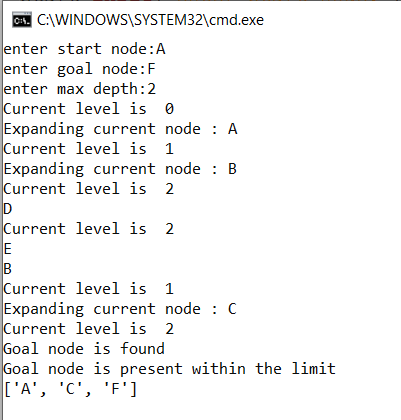 C:\WINDOWS\SYSTEM32\cmd.exe
enter start node:A
enter goal node:F
enter max depth:2
Current level is  0
Expanding current node : A
Current level is  1
Expanding current node : B
Current level is  2
D
Current level is  2
E
B
Current level is  1
Expanding current node : C
Current level is  2
Goal node is found
Goal node is present within the limit
['A', 'C', 'F']